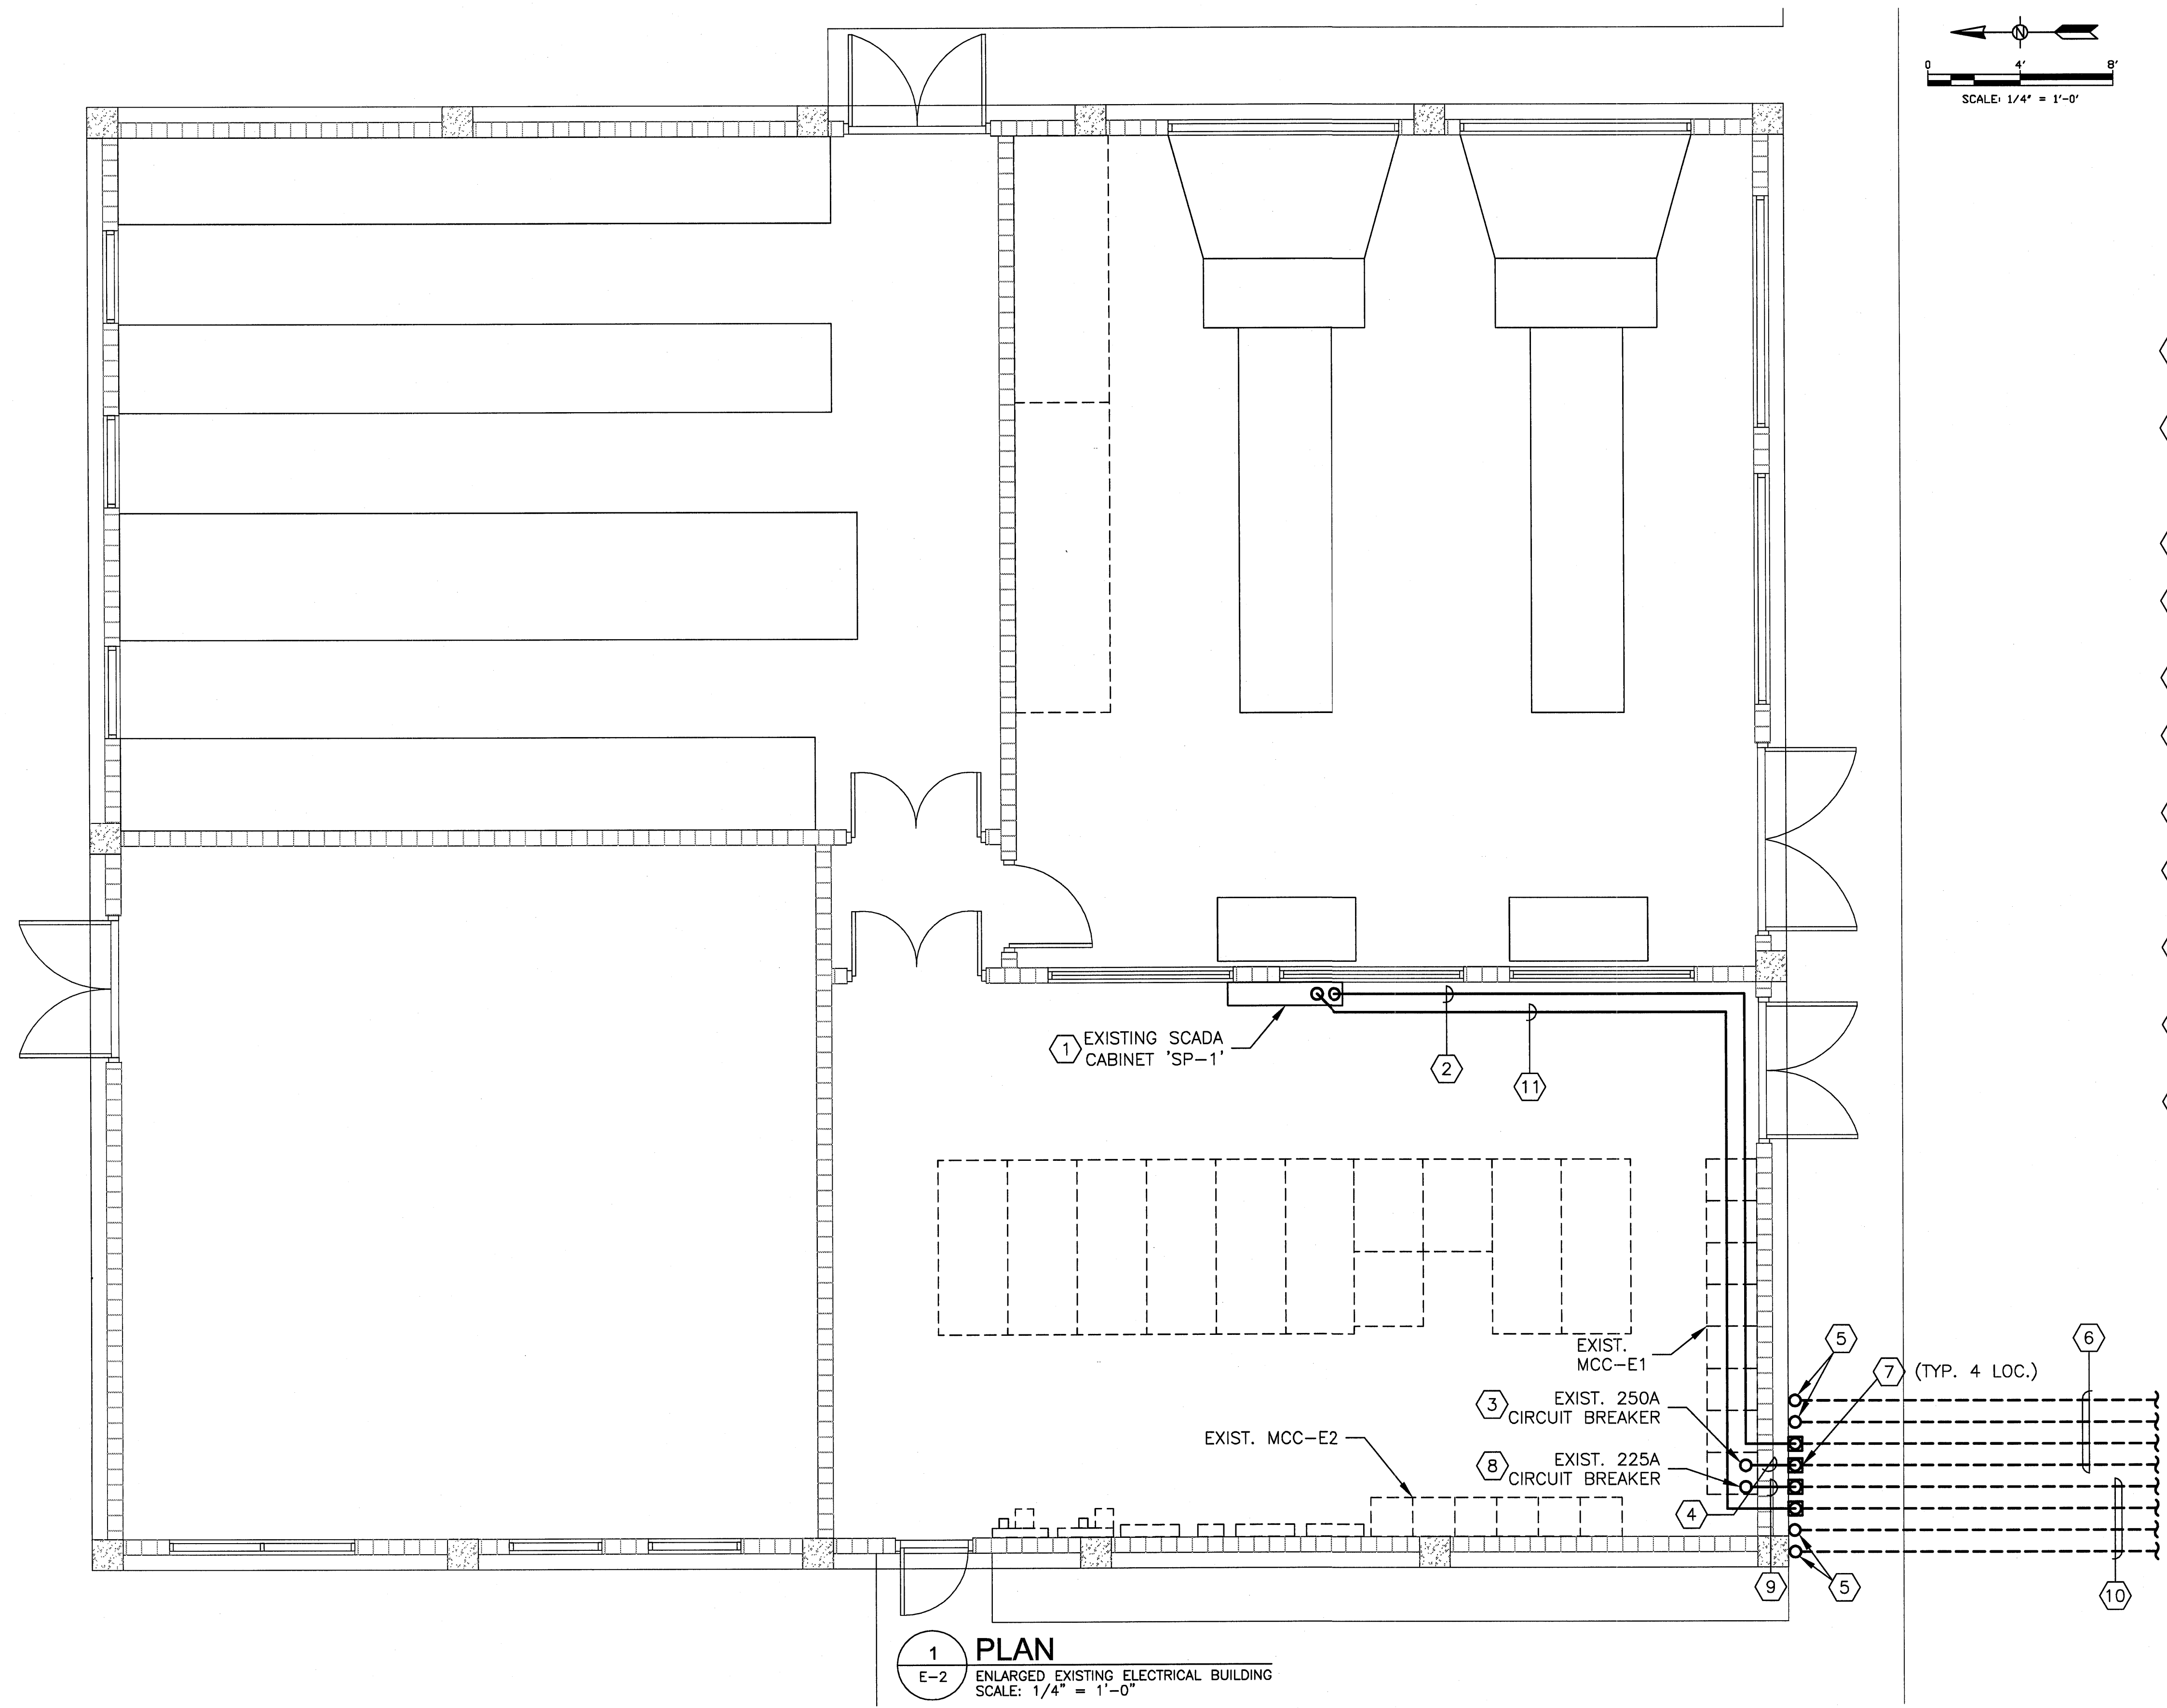 N
0 4' 8'
SCALE: 1/4" = 1'-0"
1 EXISTING SCADA
CABINET 'SP-1'
2
11
EXIST.
MCC-E1
5
6
7 (TYP. 4 LOC.)
3 EXIST. 250A
CIRCUIT BREAKER
EXIST. MCC-E2
8 EXIST. 225A
CIRCUIT BREAKER
4
9
5
10
1
E-2
PLAN
ENLARGED EXISTING ELECTRICAL BUILDING
SCALE: 1/4" = 1'-0"